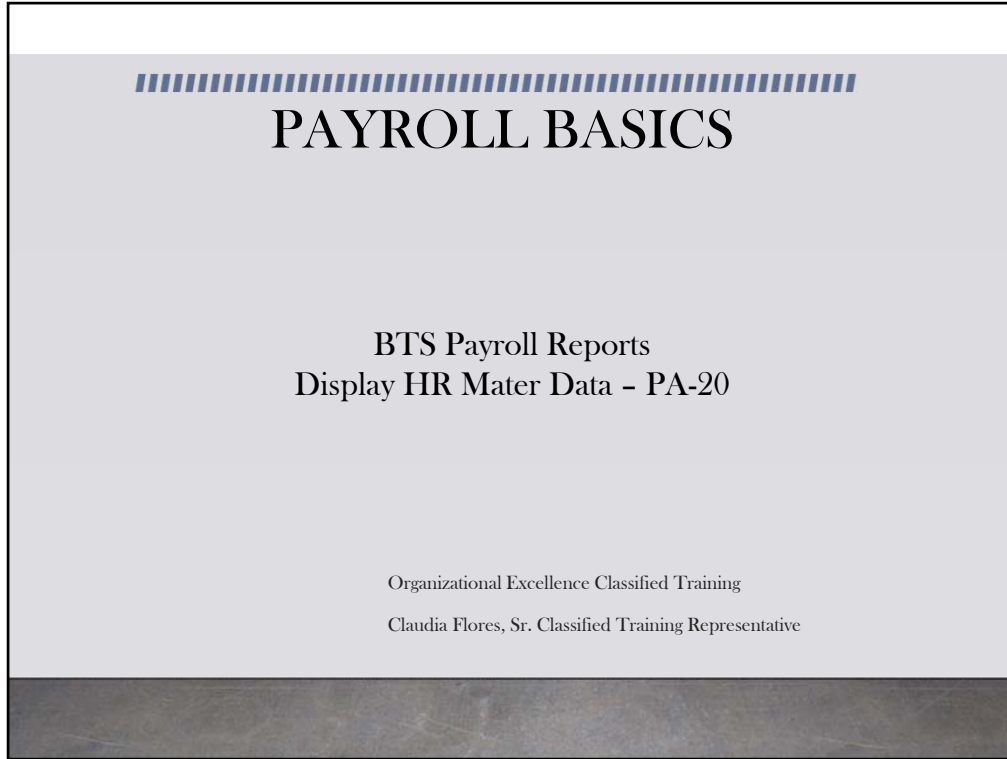 PAYROLL BASICS
BTS Payroll Reports
Display HR Mater Data – PA-20
Organizational Excellence Classified Training
Claudia Flores, Sr. Classified Training Representative